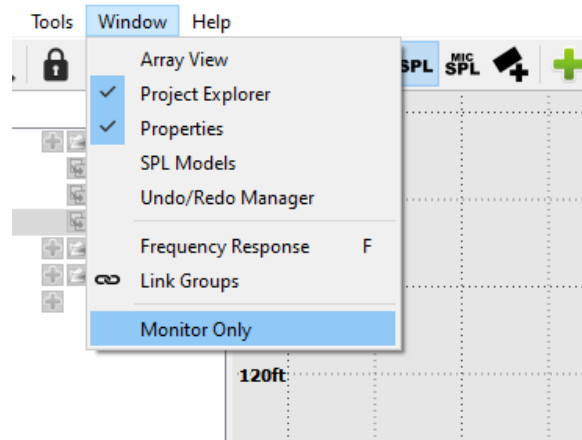 Tools Window Help
SPL MIC SPL
Array View
Project Explorer
Properties
SPL Models
Undo/Redo Manager
Frequency Response F
Link Groups
Monitor Only
120ft